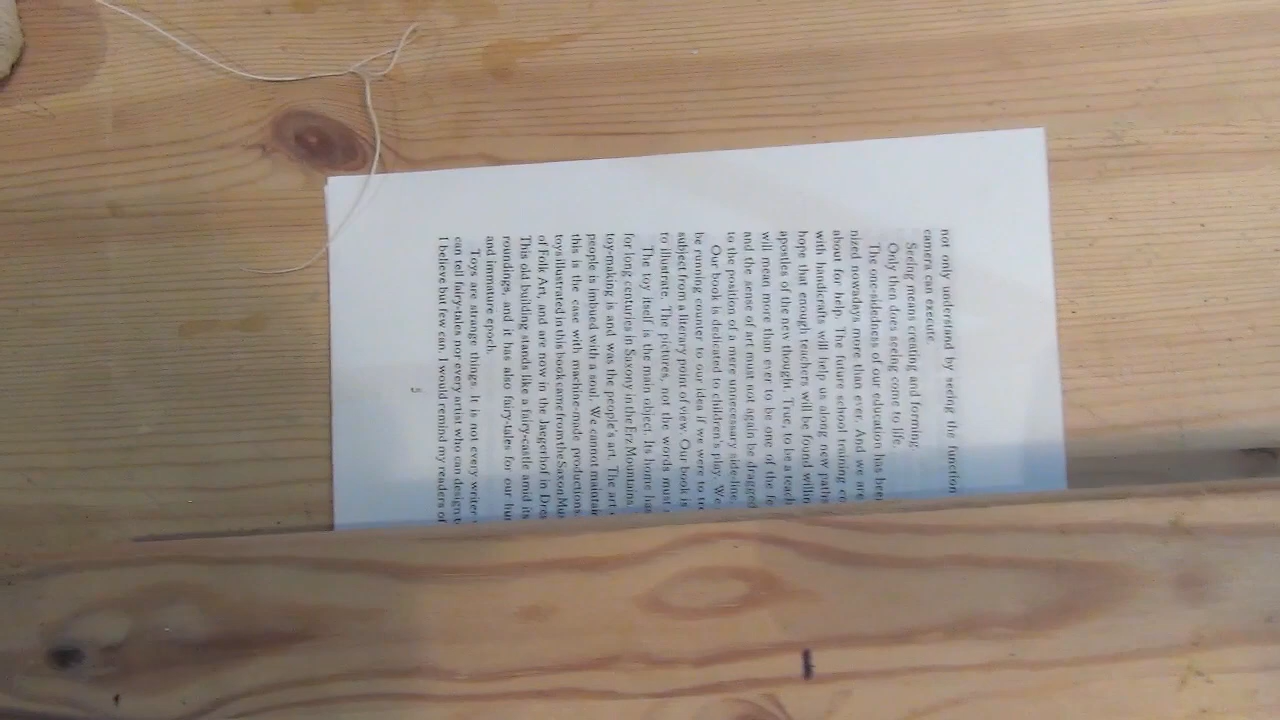 not only understand by seeing the function
camera can execute.
Seeing means creating and forming.
Only then does seeing come to life.
The one-sidedness of our education has been
nized nowadays more than ever. And we are
about for help. The future school training co
with handicrafts will help us along new paths
hope that enough teachers will be found willin
apostles of the new thought. True, to be a teach
will mean more than ever to be one of the fo
and the sense of art must not again be dragged
to the position of a mere unnecessary side-line
Our book is dedicated to children's play. We
be running counter to our idea if we were to tre
subject from a literary point of view. Our book is
to illustrate. The pictures, not the words must
The toy itself is the main object. Its home has
for long centuries in Saxony in the Erz Mountains.
toy-making is and was the people's art. The art
people is imbued with a soul. We cannot maintain
this is the case with machine-made productions.
toys illustrated in this book came from the Saxon Mus
of Folk Art, and are now in the Jaegerhof in Dres
This old building stands like a fairy-castle amid its
roundings, and it has also fairy-tales for our hur
and immature epoch.
Toys are strange things. It is not every writer
can tell fairy-tales nor every artist who can design t
I believe but few can. I would remind my readers of
5